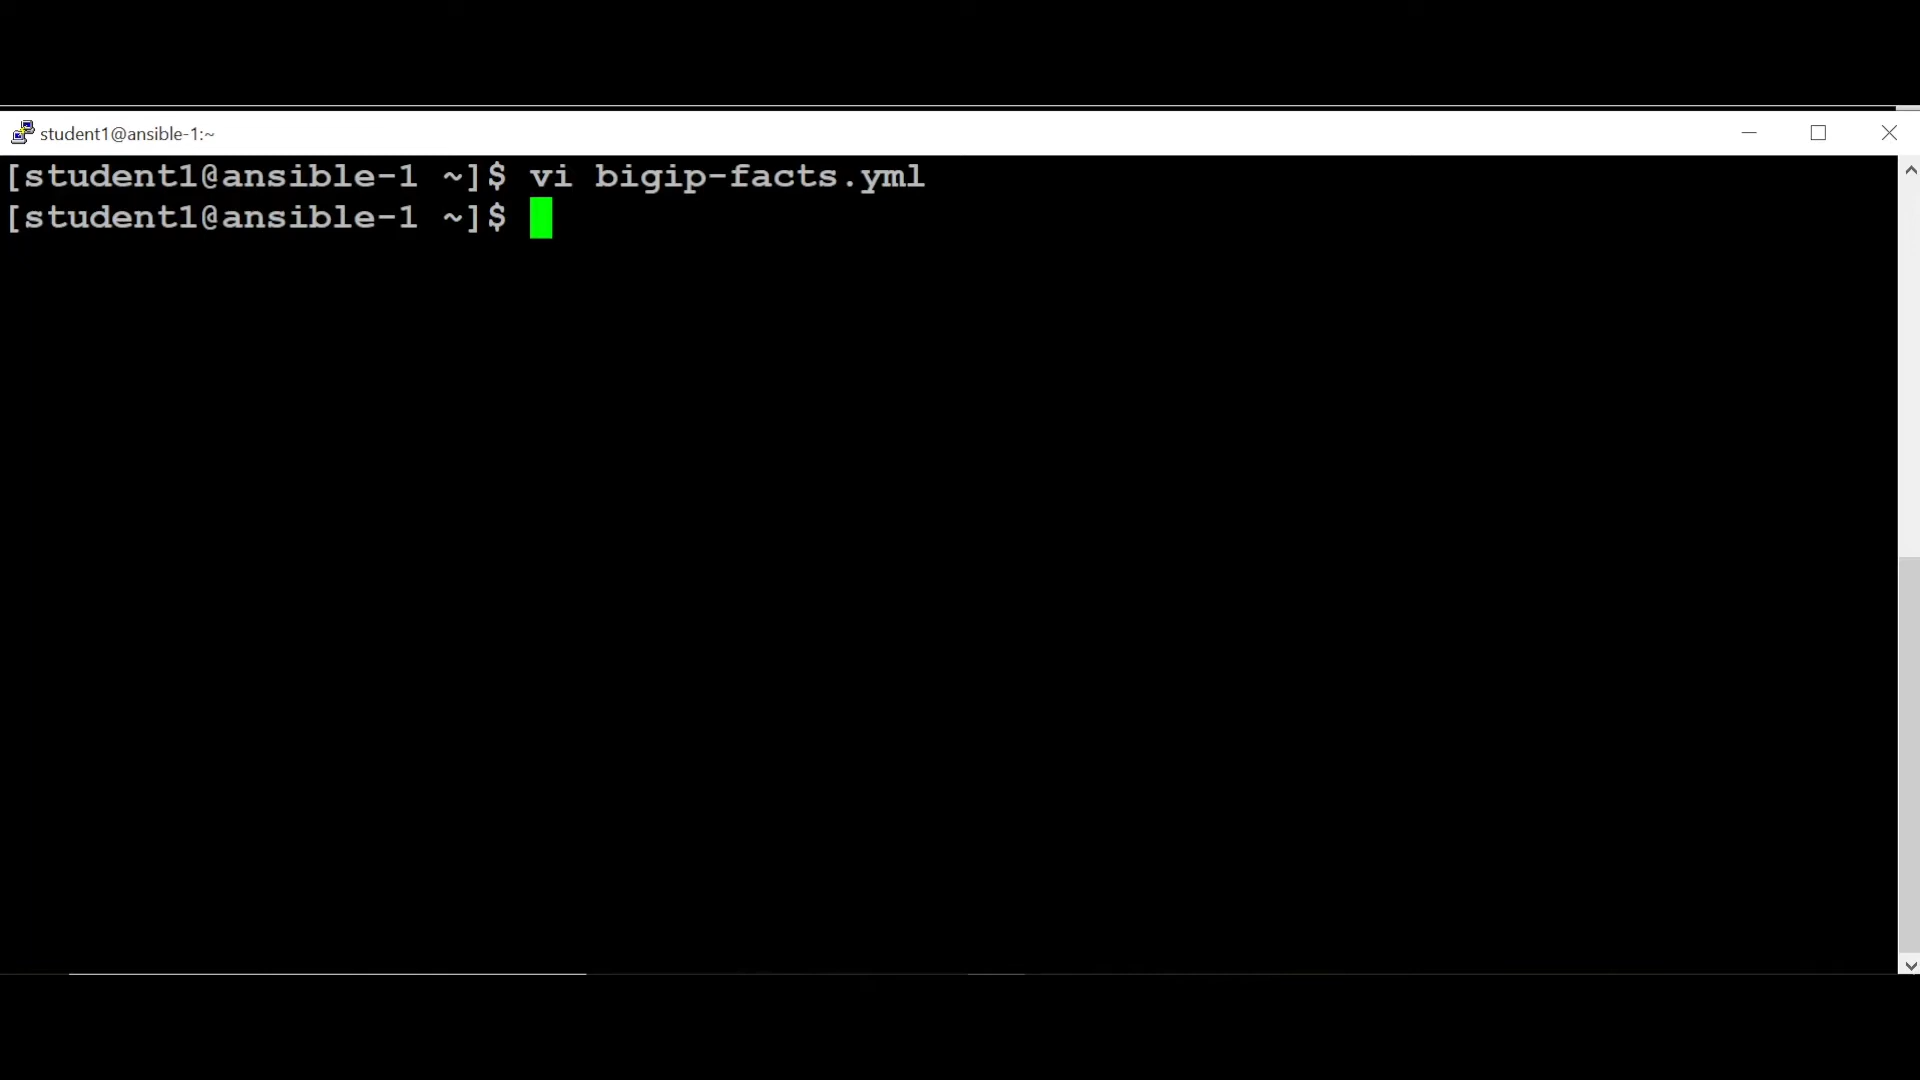 student1@ansible-1:~
[student1@ansible-1 ~]$ vi bigip-facts.yml
[student1@ansible-1 ~]$